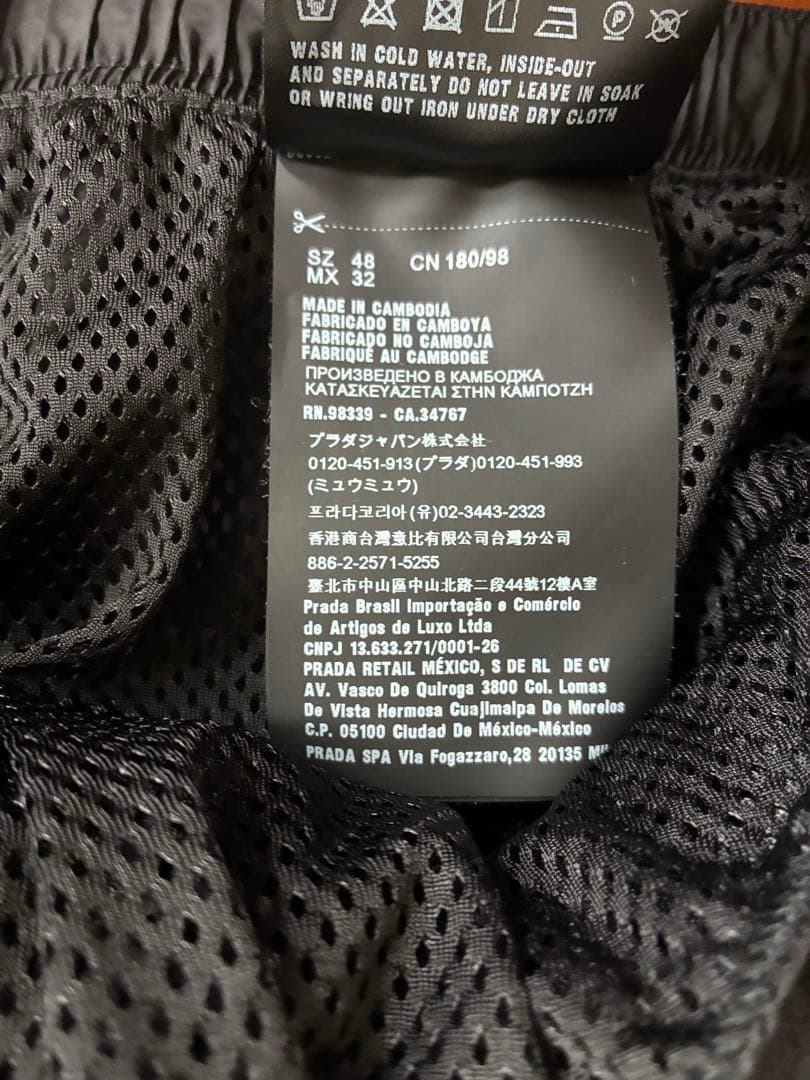 WASH IN COLD WATER, INSIDE-OUT
AND SEPARATELY DO NOT LEAVE IN SOAK
OR WRING OUT IRON UNDER DRY CLOTH
SZ 48 CN 180/98
MX 32
MADE IN CAMBODIA
FABRICADO EN CAMBOYA
FABRICADO NO CAMBOJA
FABRIQUÉ AU CAMBODGE
ПРОИЗВЕДЕНО В КАМБОДЖА
ΚΑΤΑΣΚΕΥΑΖΕΤΑΙ ΣΤΗΝ ΚΑΜΠΟΤΖΗ
RN.98339 - CA.34767
プラダジャパン株式会社
0120-451-913(プラダ)0120-451-993
(ミュウミュウ)
프라다코리아(유)02-3443-2323
香港商台灣意比有限公司台灣分公司
886-2-2571-5255
臺北市中山區中山北路二段44號12樓A室
Prada Brasil Importação e Comércio
de Artigos de Luxo Ltda
CNPJ 13.633.271/0001-26
PRADA RETAIL MÉXICO, S DE RL DE CV
AV. Vasco De Quiroga 3800 Col. Lomas
De Vista Hermosa Cuajimalpa De Morelos
C.P. 05100 Ciudad De México-México
PRADA SPA Via Fogazzaro,28 20135